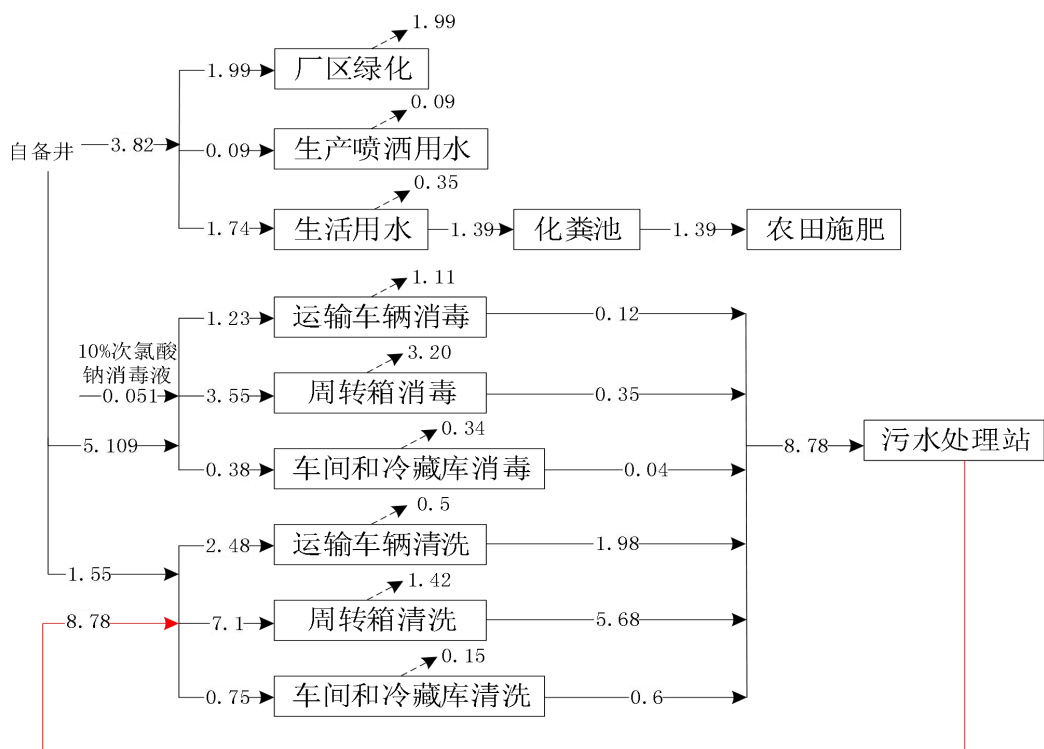 1.99
1.99
厂区绿化
0.09
自备井
3.82
0.09
生产喷洒用水
0.35
1.74
生活用水
1.39
化粪池
1.39
农田施肥
1.11
1.23
运输车辆消毒
0.12
10%次氯酸
钠消毒液
0.051
3.20
3.55
周转箱消毒
0.35
5.109
0.34
0.38
车间和冷藏库消毒
0.04
8.78
污水处理站
0.5
2.48
运输车辆清洗
1.98
1.55
1.42
8.78
7.1
周转箱清洗
5.68
0.15
0.75
车间和冷藏库清洗
0.6